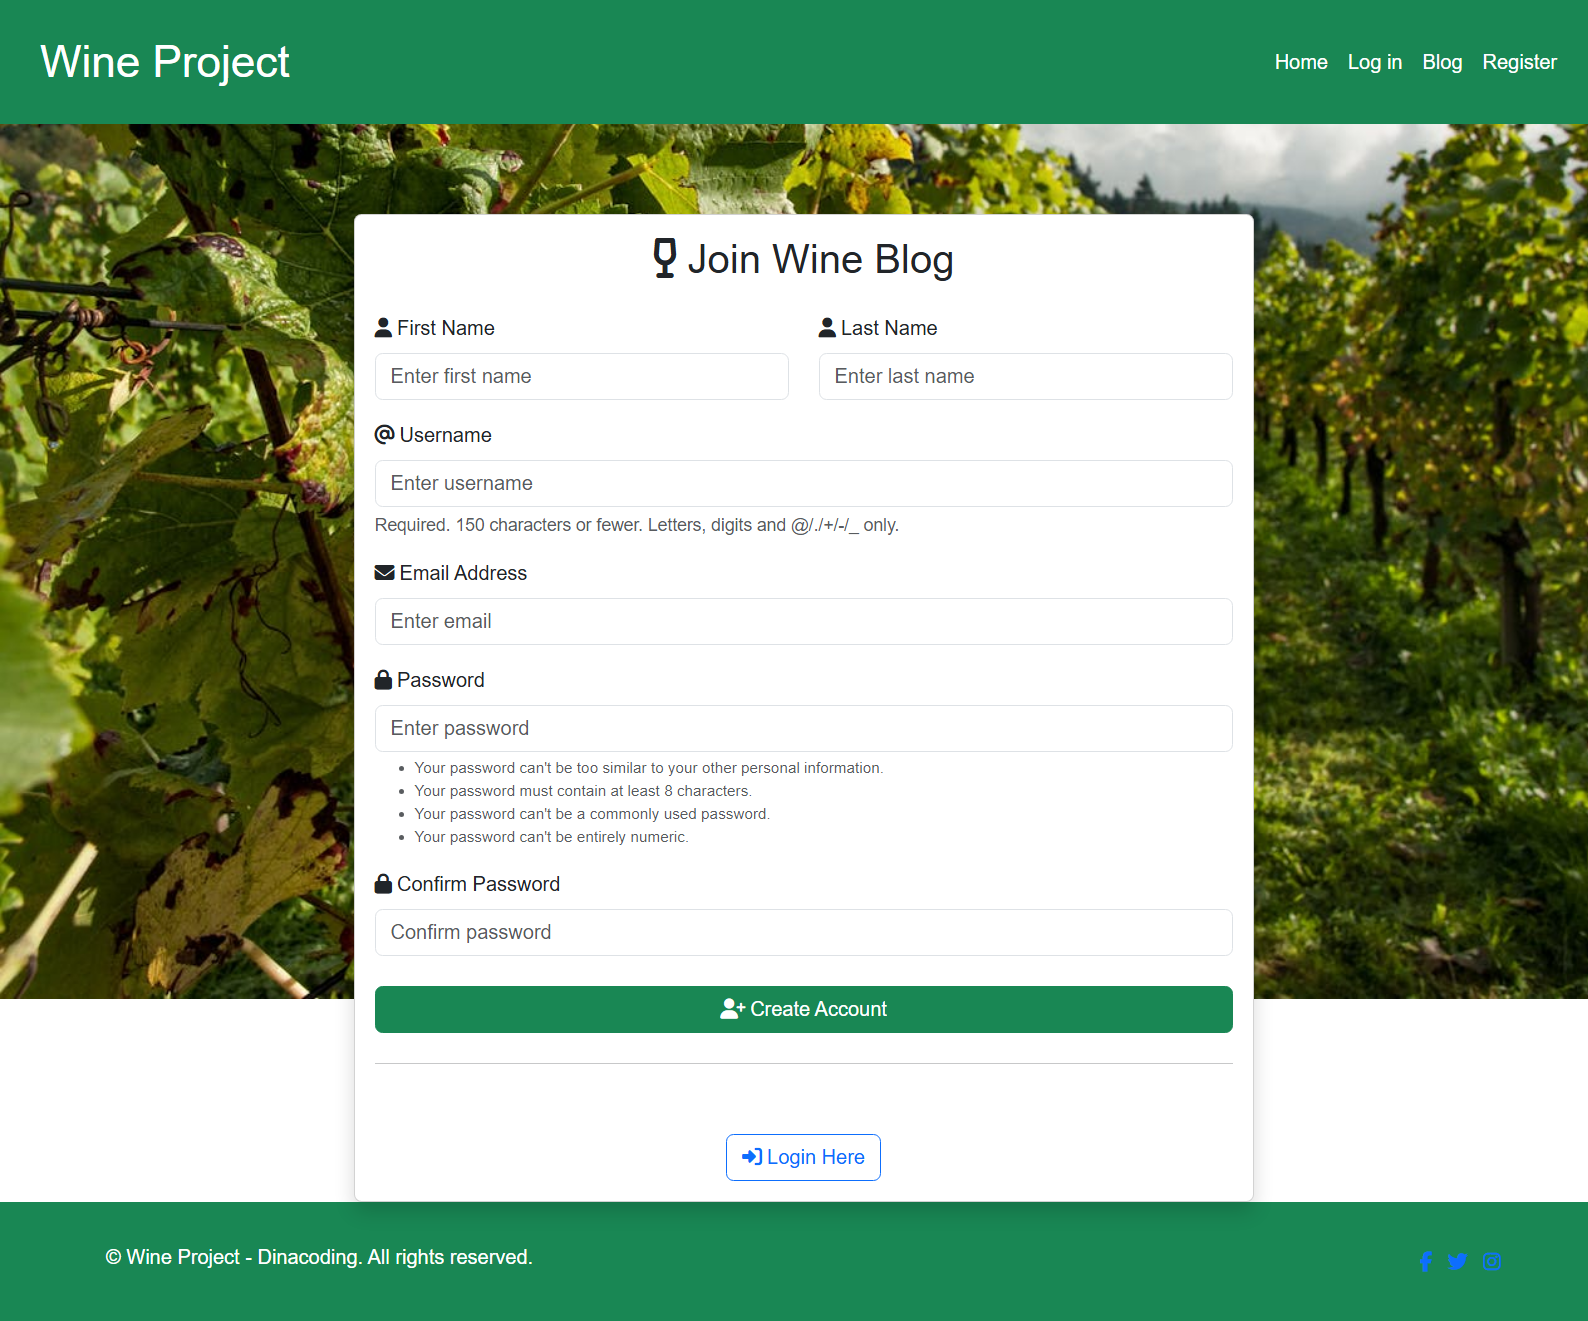 Wine Project
Home Log in Blog Register
Join Wine Blog
First Name
Last Name
Enter first name
Enter last name
Username
Enter username
Required. 150 characters or fewer. Letters, digits and @/./+/-/_ only.
Email Address
Enter email
Password
Enter password
Your password can't be too similar to your other personal information.
Your password must contain at least 8 characters.
Your password can't be a commonly used password.
Your password can't be entirely numeric.
Confirm Password
Confirm password
Create Account
Login Here
© Wine Project - Dinacoding. All rights reserved.